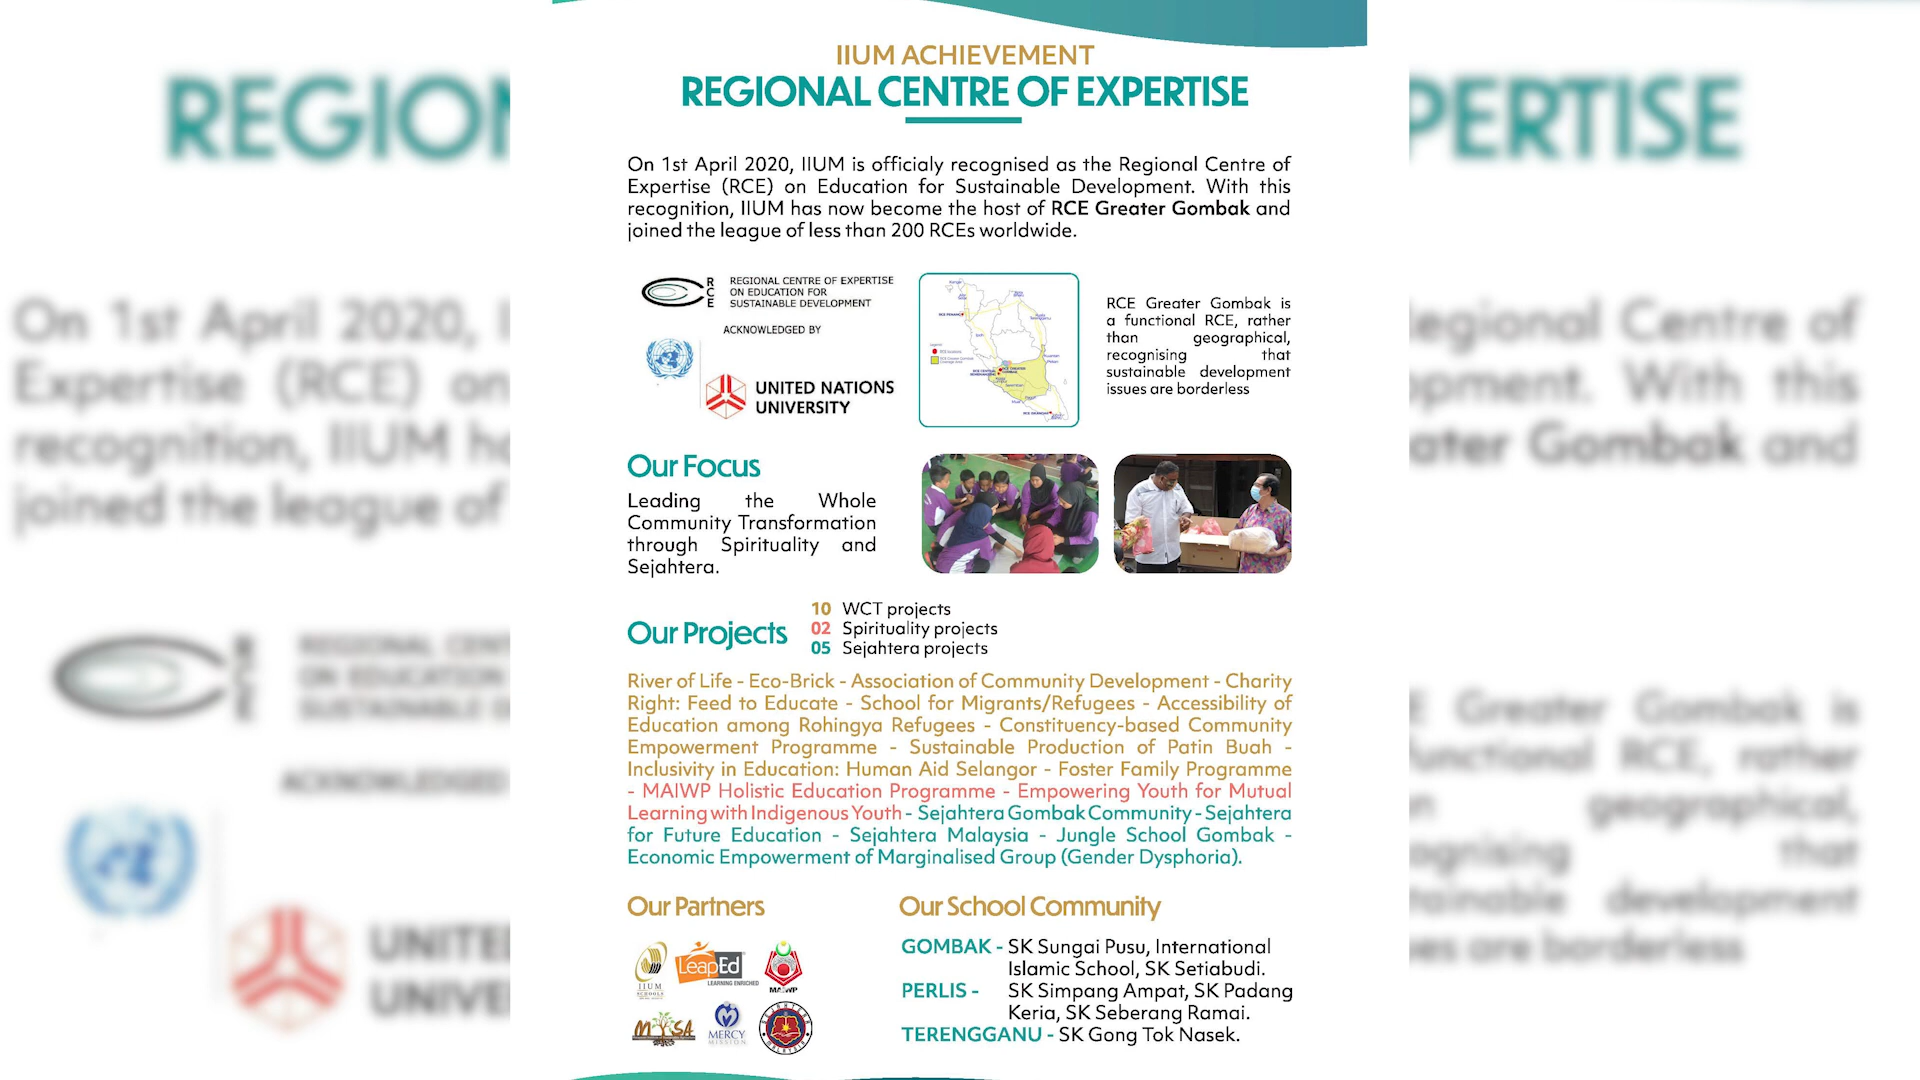 IIUM ACHIEVEMENT
REGIONAL CENTRE OF EXPERTISE
On 1st April 2020, IIUM is officialy recognised as the Regional Centre of
Expertise (RCE) on Education for Sustainable Development. With this
recognition, IIUM has now become the host of RCE Greater Gombak and
joined the league of less than 200 RCEs worldwide.
RCE
REGIONAL CENTRE OF EXPERTISE
ON EDUCATION FOR
SUSTAINABLE DEVELOPMENT
ACKNOWLEDGED BY
UNITED NATIONS
UNIVERSITY
RCE Greater Gombak is
a functional RCE, rather
than geographical,
recognising that
sustainable development
issues are borderless
Our Focus
Leading the Whole
Community Transformation
through Spirituality and
Sejahtera.
Our Projects
10 WCT projects
02 Spirituality projects
05 Sejahtera projects
River of Life - Eco-Brick - Association of Community Development - Charity
Right: Feed to Educate - School for Migrants/Refugees - Accessibility of
Education among Rohingya Refugees - Constituency-based Community
Empowerment Programme - Sustainable Production of Patin Buah -
Inclusivity in Education: Human Aid Selangor - Foster Family Programme
- MAIWP Holistic Education Programme - Empowering Youth for Mutual
Learning with Indigenous Youth - Sejahtera Gombak Community - Sejahtera
for Future Education - Sejahtera Malaysia - Jungle School Gombak -
Economic Empowerment of Marginalised Group (Gender Dysphoria).
Our Partners
IIUM
SCHOOLS
LeapEd
LEARNING ENRICHED
MAIWP
MYSA
MERCY
MISSION
SEJAHTERA
MALAYSIA
Our School Community
GOMBAK - SK Sungai Pusu, International
Islamic School, SK Setiabudi.
PERLIS - SK Simpang Ampat, SK Padang
Keria, SK Seberang Ramai.
TERENGGANU - SK Gong Tok Nasek.